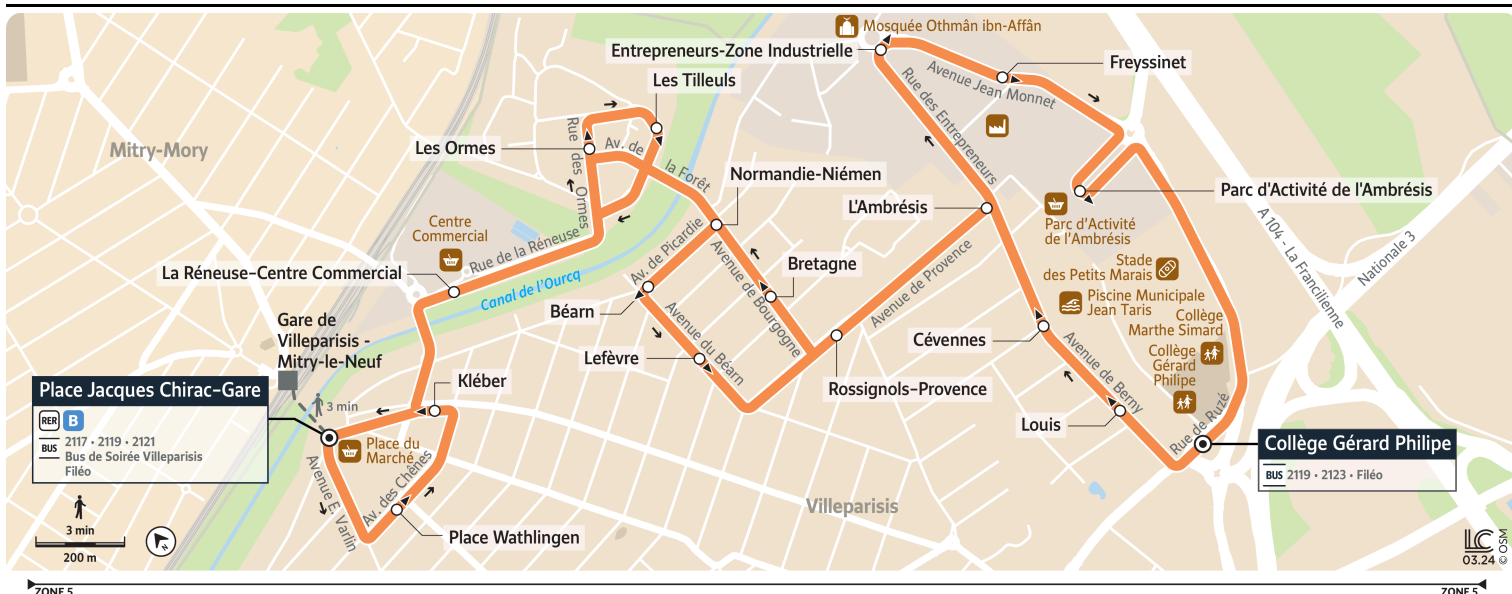 Mosquée Othmân ibn-Affân
Entrepreneurs-Zone Industrielle
Freyssinet
Les Tilleuls
Avenue Jean Monnet
Rue des Entrepreneurs
Mitry-Mory
Les Ormes
Rue des Ormes
Av. de la Forêt
Normandie-Niémen
L'Ambrésis
Parc d'Activité de l'Ambrésis
Parc d'Activité
de l'Ambrésis
A 104 - La Francilienne
Nationale 3
Centre
Commercial
Rue de la Réneuse
Av. de Picardie
Avenue de Bourgogne
Avenue de Provence
Stade
des Petits Marais
La Réneuse–Centre Commercial
Canal de l'Ourcq
Bretagne
Piscine Municipale
Jean Taris
Collège
Marthe Simard
Béarn
Avenue du Béarn
Gare de
Villeparisis -
Mitry-le-Neuf
Lefèvre
Cévennes
Avenue de Berny
Collège
Gérard
Philipe
Place Jacques Chirac–Gare
RER B
BUS
2117 • 2119 • 2121
Bus de Soirée Villeparisis
Filéo
3 min
Kléber
Rossignols–Provence
Louis
Rue de Ruzé
Place du
Marché
Avenue E. Varlin
Av. des Chênes
Collège Gérard Philipe
BUS 2119 • 2123 • Filéo
Villeparisis
Place Wathlingen
3 min
200 m
N
LC
03.24
© OSM
ZONE 5
ZONE 5